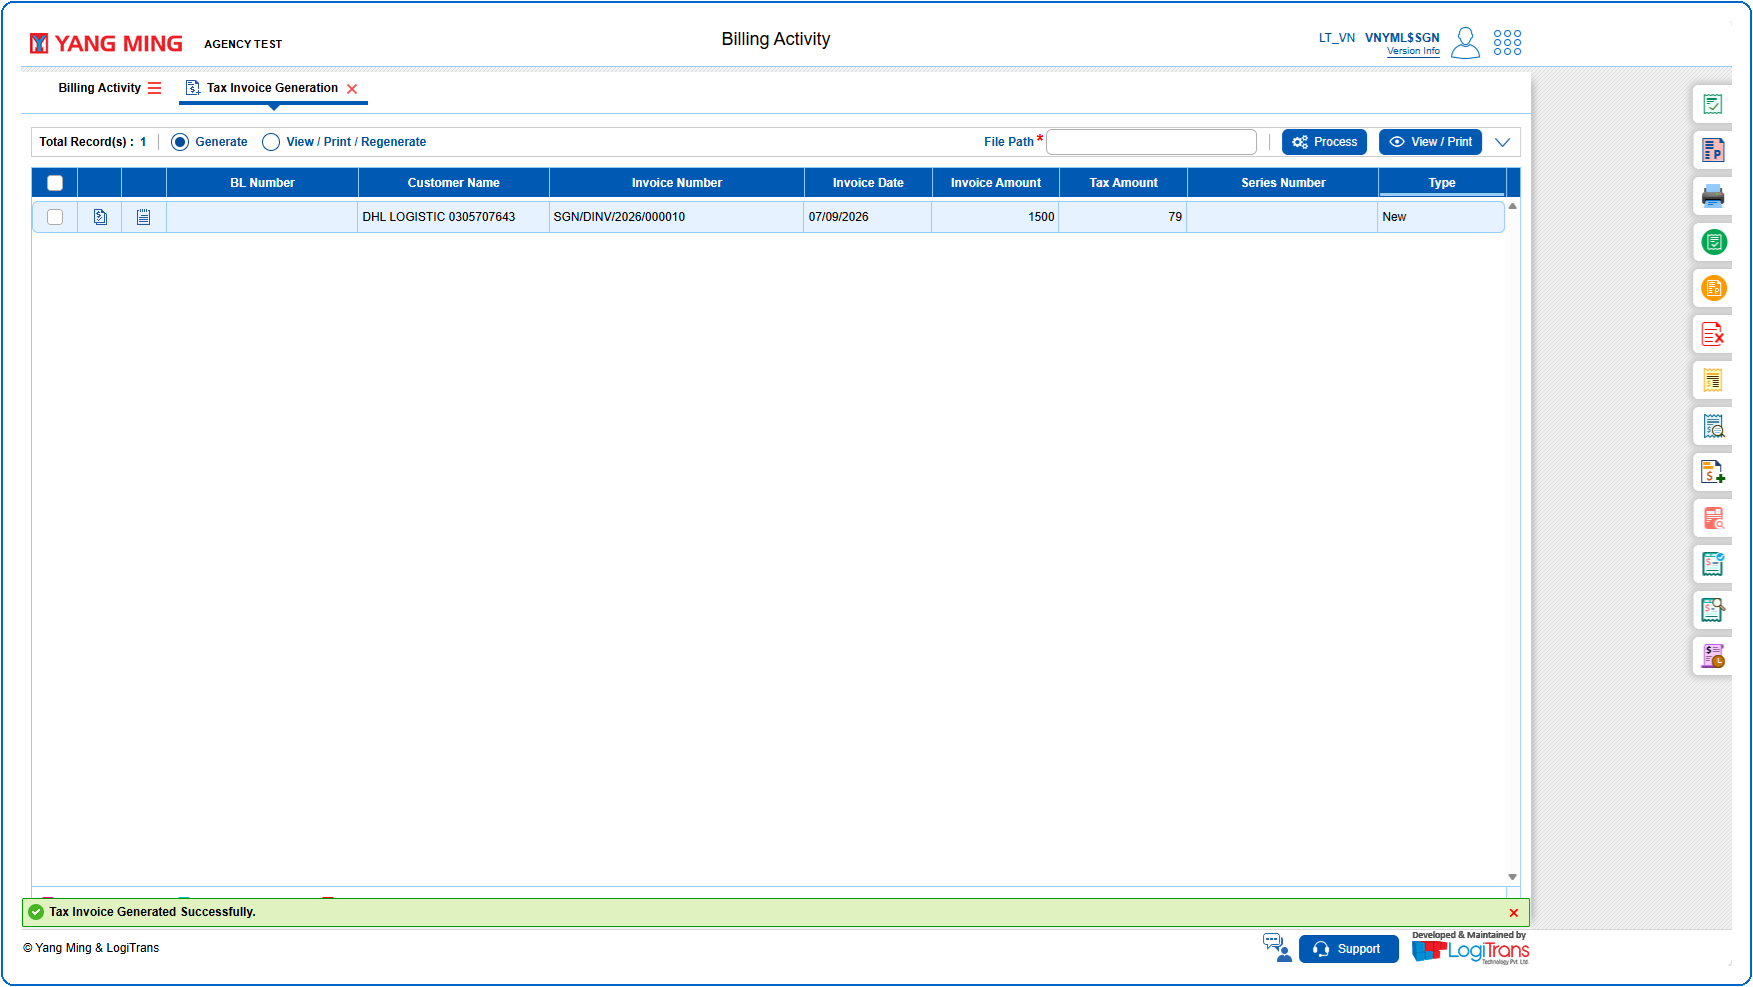 YANG MING AGENCY TEST
Billing Activity
LT_VN VNYML$SGN
Version Info
Billing Activity
Tax Invoice Generation
Total Record(s) : 1
Generate
View / Print / Regenerate
File Path *
Process
View / Print
BL Number Customer Name Invoice Number Invoice Date Invoice Amount Tax Amount Series Number Type
DHL LOGISTIC 0305707643 SGN/DINV/2026/000010 07/09/2026 1500 79 New
Tax Invoice Generated Successfully.
© Yang Ming & LogiTrans
Support
Developed & Maintained by
LogiTrans
Technology Pvt. Ltd.